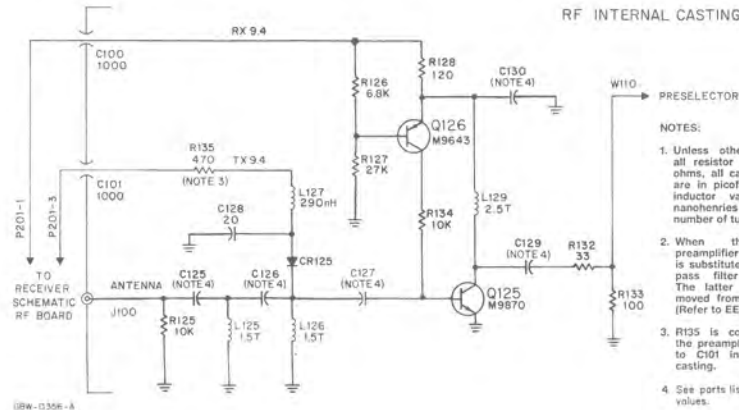 RF INTERNAL CASTING
RX 9.4
C100
1000
R126
6.8K
R128
120
C130
(NOTE 4)
W110
PRESELECTOR
Q126
M9643
R135
470
(NOTE 3)
TX 9.4
C101
1000
R127
27K
L127
290nH
L129
2.5T
R134
10K
C128
20
P201-1
P201-3
CR125
C129
(NOTE 4)
R132
33
TO
RECEIVER
SCHEMATIC
RF BOARD
ANTENNA
J100
C125
(NOTE 4)
C126
(NOTE 4)
C127
(NOTE 4)
Q125
M9870
R133
100
R125
10K
L125
1.5T
L126
1.5T
NOTES:
1. Unless othe
all resistor
ohms, all ca
are in picof
inductor va
nanohenries
number of tu
2. When th
preamplifier
is substitute
pass filter
The latter
moved from
(Refer to EE
3. R135 is co
the preampl
to C101 in
casting.
4. See parts lis
values.